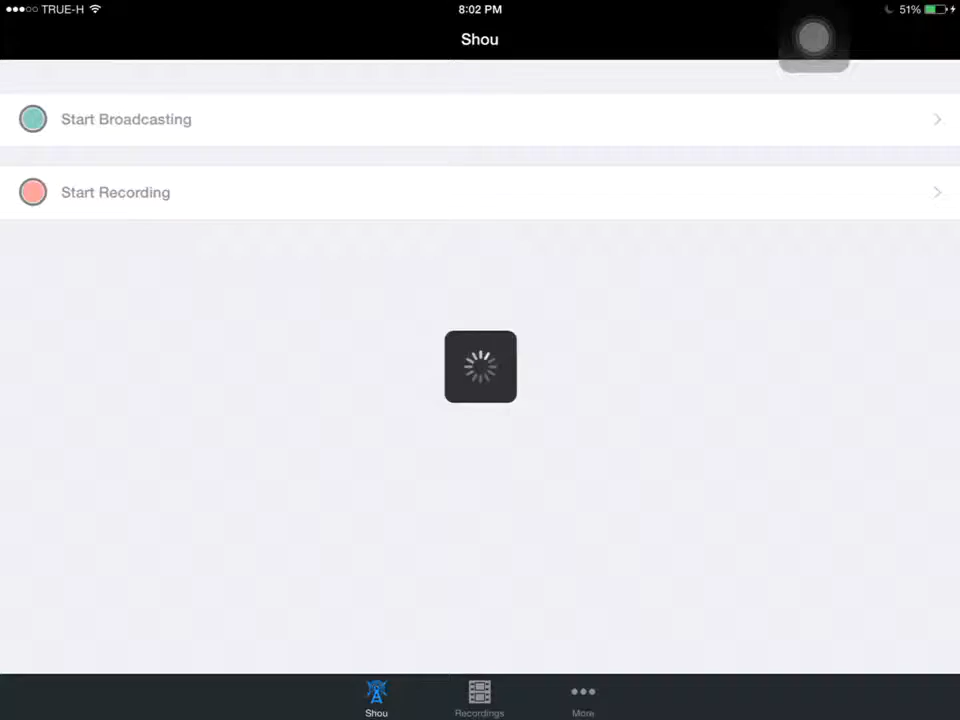 TRUE-H
8:02 PM
51%
Shou
Start Broadcasting
Start Recording
Shou
Recordings
More